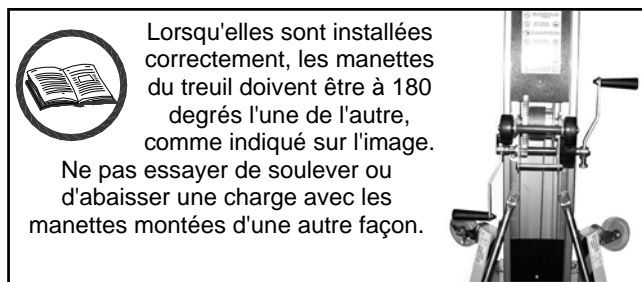 Lorsqu'elles sont installées
correctement, les manettes
du treuil doivent être à 180
degrés l'une de l'autre,
comme indiqué sur l'image.
Ne pas essayer de soulever ou
d'abaisser une charge avec les
manettes montées d'une autre façon.